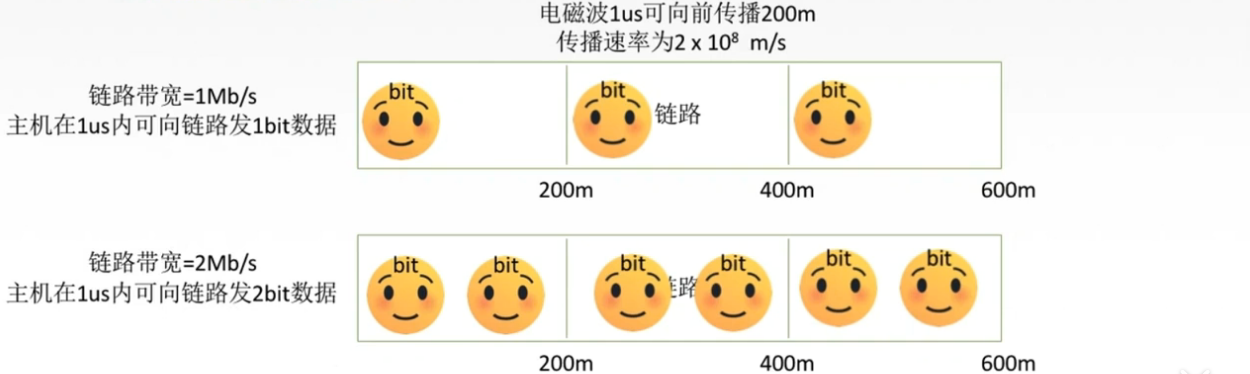 电磁波1us可向前传播200m
传播速率为2 x 10⁸ m/s
链路带宽=1Mb/s
主机在1us内可向链路发1bit数据
bit bit 链路 bit
200m 400m 600m
链路带宽=2Mb/s
主机在1us内可向链路发2bit数据
bit bit bit 路 bit bit bit
200m 400m 600m